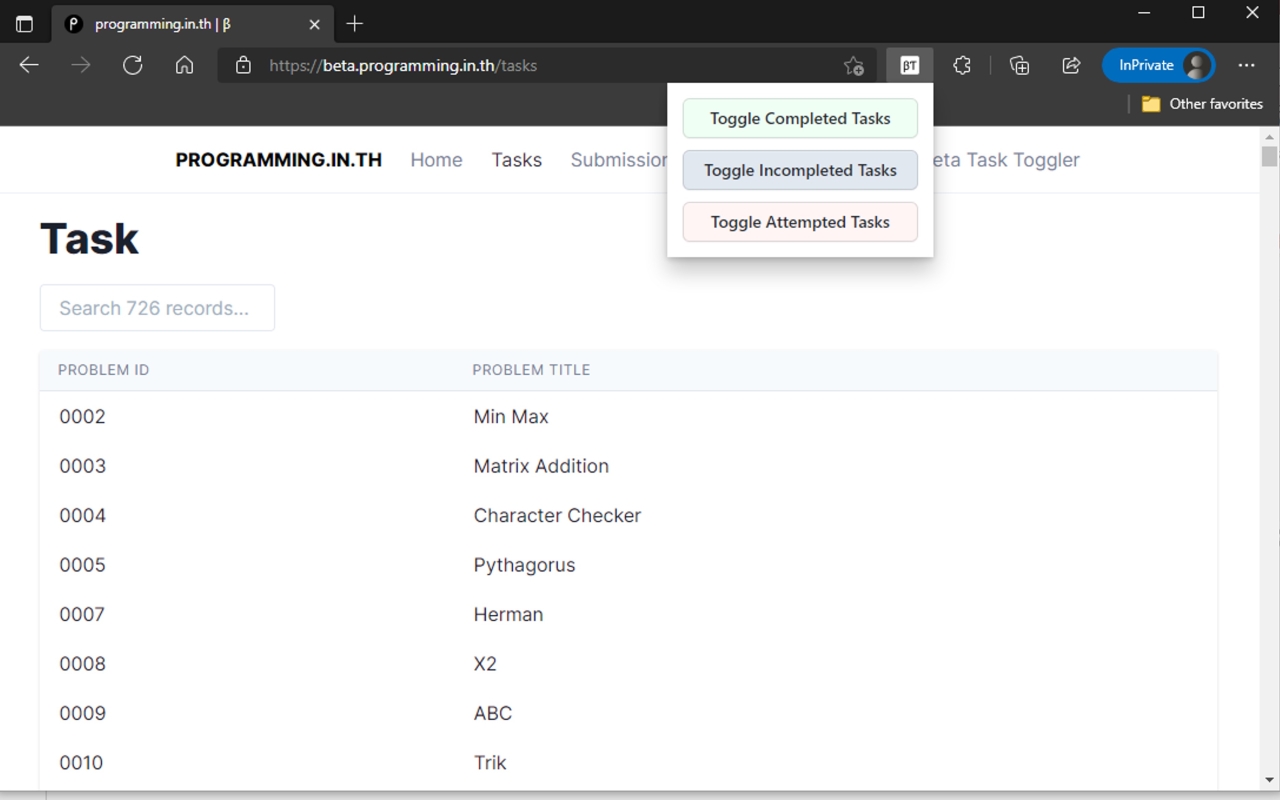 programming.in.th | β
https://beta.programming.in.th/tasks
βT
InPrivate
Other favorites
Toggle Completed Tasks
Toggle Incompleted Tasks
Toggle Attempted Tasks
PROGRAMMING.IN.TH Home Tasks Submission eta Task Toggler
Task
Search 726 records...
PROBLEM ID PROBLEM TITLE
0002 Min Max
0003 Matrix Addition
0004 Character Checker
0005 Pythagorus
0007 Herman
0008 X2
0009 ABC
0010 Trik